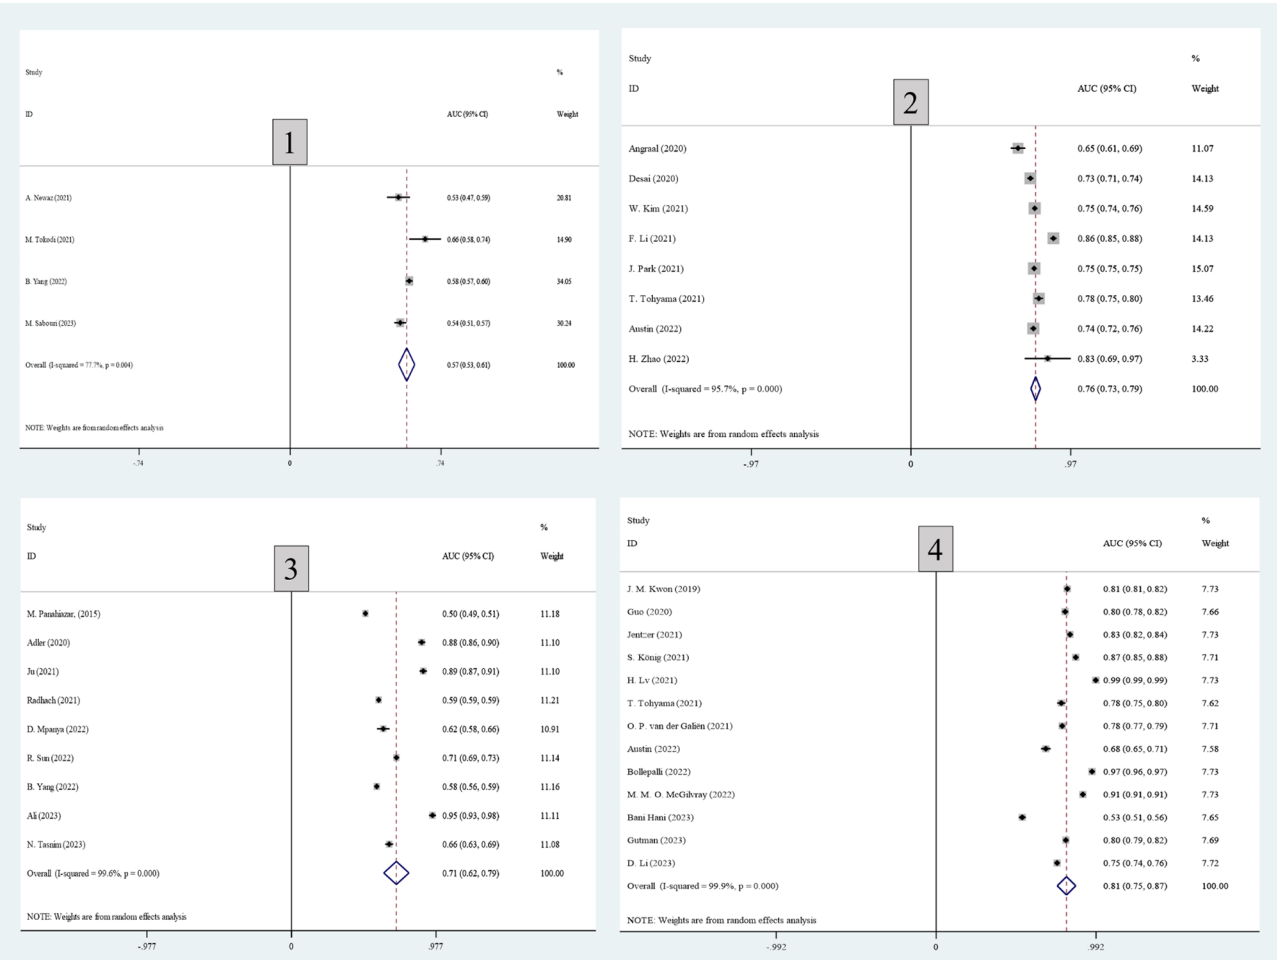 Study %
ID AUC (95% CI) Weight
1
A. Newaz (2021) 0.53 (0.47, 0.59) 20.81
M. Tokodi (2021) 0.66 (0.58, 0.74) 14.90
B. Yang (2022) 0.58 (0.57, 0.60) 34.05
M. Sabouri (2023) 0.54 (0.51, 0.57) 30.24
Overall (I-squared = 77.7%, p = 0.004) 0.57 (0.53, 0.61) 100.00
NOTE: Weights are from random effects analysis
-.74 0 .74
Study %
ID AUC (95% CI) Weight
2
Angraal (2020) 0.65 (0.61, 0.69) 11.07
Desai (2020) 0.73 (0.71, 0.74) 14.13
W. Kim (2021) 0.75 (0.74, 0.76) 14.59
F. Li (2021) 0.86 (0.85, 0.88) 14.13
J. Park (2021) 0.75 (0.75, 0.75) 15.07
T. Tohyama (2021) 0.78 (0.75, 0.80) 13.46
Austin (2022) 0.74 (0.72, 0.76) 14.22
H. Zhao (2022) 0.83 (0.69, 0.97) 3.33
Overall (I-squared = 95.7%, p = 0.000) 0.76 (0.73, 0.79) 100.00
NOTE: Weights are from random effects analysis
-.97 0 .97
Study %
ID AUC (95% CI) Weight
3
M. Panahiazar, (2015) 0.50 (0.49, 0.51) 11.18
Adler (2020) 0.88 (0.86, 0.90) 11.10
Ju (2021) 0.89 (0.87, 0.91) 11.10
Radhach (2021) 0.59 (0.59, 0.59) 11.21
D. Mpanya (2022) 0.62 (0.58, 0.66) 10.91
R. Sun (2022) 0.71 (0.69, 0.73) 11.14
B. Yang (2022) 0.58 (0.56, 0.59) 11.16
Ali (2023) 0.95 (0.93, 0.98) 11.11
N. Tasnim (2023) 0.66 (0.63, 0.69) 11.08
Overall (I-squared = 99.6%, p = 0.000) 0.71 (0.62, 0.79) 100.00
NOTE: Weights are from random effects analysis
-.977 0 .977
Study %
ID AUC (95% CI) Weight
4
J. M. Kwon (2019) 0.81 (0.81, 0.82) 7.73
Guo (2020) 0.80 (0.78, 0.82) 7.66
Jentzer (2021) 0.83 (0.82, 0.84) 7.73
S. König (2021) 0.87 (0.85, 0.88) 7.71
H. Lv (2021) 0.99 (0.99, 0.99) 7.73
T. Tohyama (2021) 0.78 (0.75, 0.80) 7.62
O. P. van der Galiën (2021) 0.78 (0.77, 0.79) 7.71
Austin (2022) 0.68 (0.65, 0.71) 7.58
Bollepalli (2022) 0.97 (0.96, 0.97) 7.73
M. M. O. McGilvray (2022) 0.91 (0.91, 0.91) 7.73
Bani Hani (2023) 0.53 (0.51, 0.56) 7.65
Gutman (2023) 0.80 (0.79, 0.82) 7.69
D. Li (2023) 0.75 (0.74, 0.76) 7.72
Overall (I-squared = 99.9%, p = 0.000) 0.81 (0.75, 0.87) 100.00
NOTE: Weights are from random effects analysis
-.992 0 .992